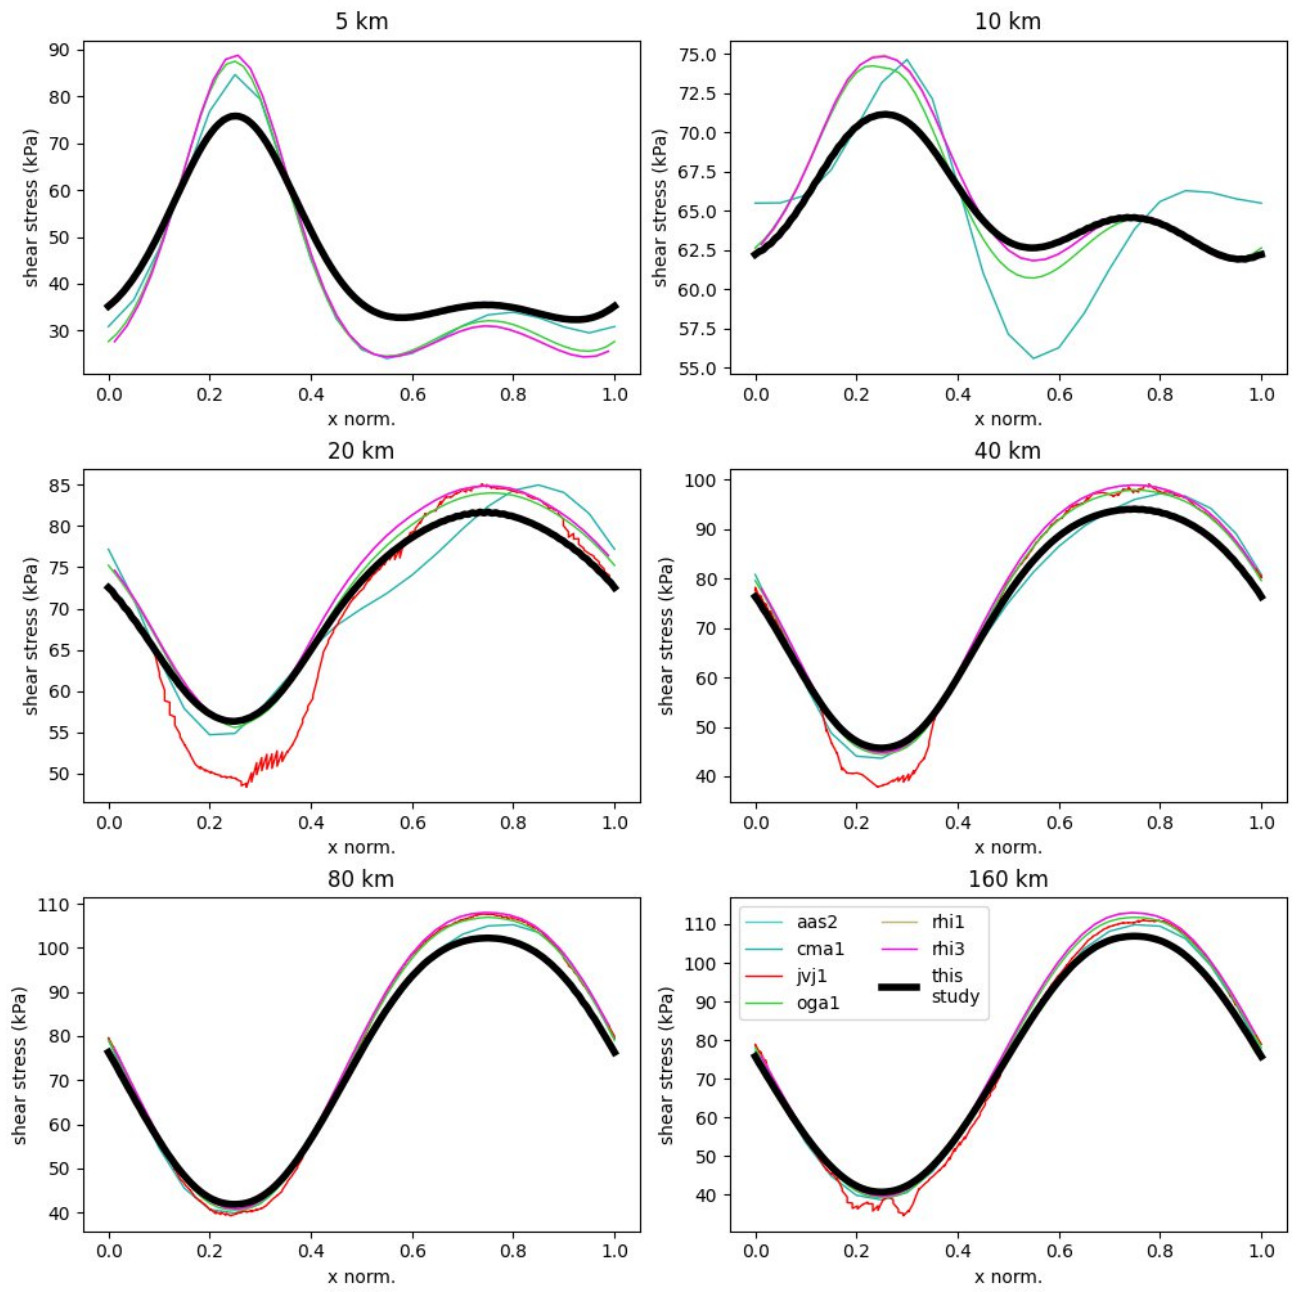 5 km
90
80
70
60
50
40
30
shear stress (kPa)
0.0 0.2 0.4 0.6 0.8 1.0
x norm.
10 km
75.0
72.5
70.0
67.5
65.0
62.5
60.0
57.5
55.0
shear stress (kPa)
0.0 0.2 0.4 0.6 0.8 1.0
x norm.
20 km
85
80
75
70
65
60
55
50
shear stress (kPa)
0.0 0.2 0.4 0.6 0.8 1.0
x norm.
40 km
100
90
80
70
60
50
40
shear stress (kPa)
0.0 0.2 0.4 0.6 0.8 1.0
x norm.
80 km
110
100
90
80
70
60
50
40
shear stress (kPa)
0.0 0.2 0.4 0.6 0.8 1.0
x norm.
160 km
110
100
90
80
70
60
50
40
shear stress (kPa)
aas2
cma1
jvj1
oga1
rhi1
rhi3
this
study
0.0 0.2 0.4 0.6 0.8 1.0
x norm.